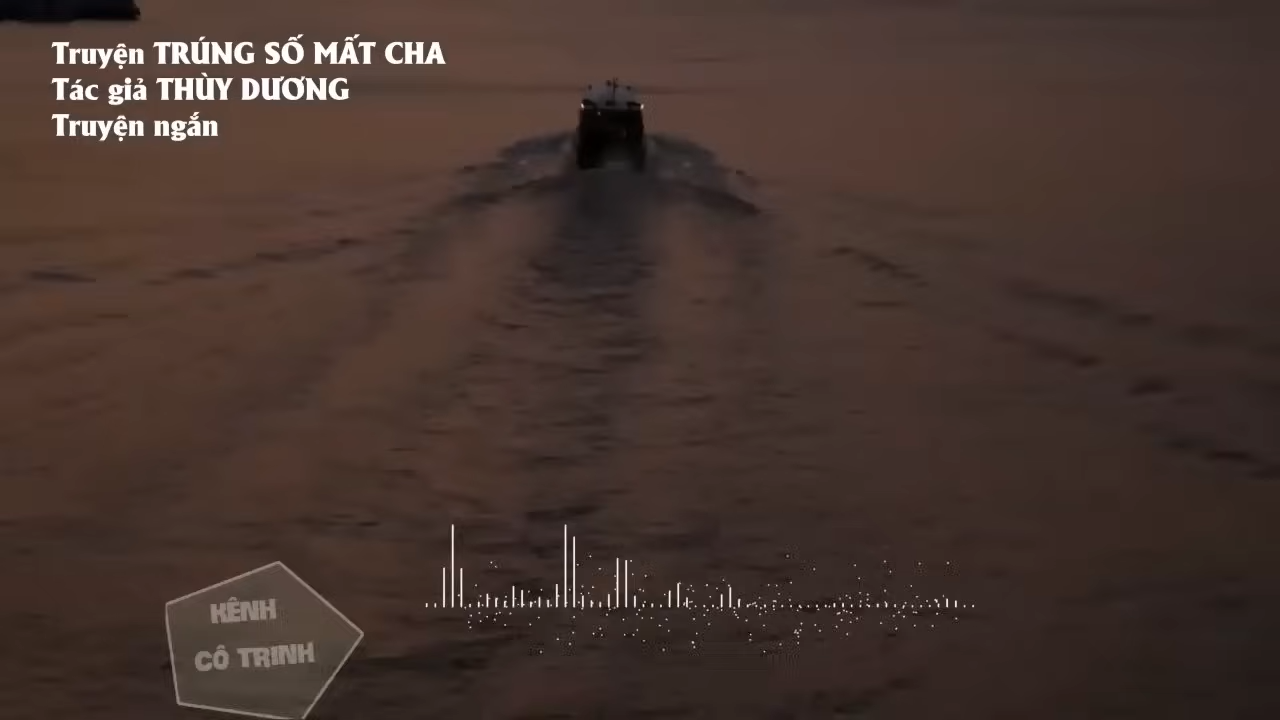 Truyện TRÚNG SỐ MẤT CHA
Tác giả THÙY DƯƠNG
Truyện ngắn
KÊNH
CÔ TRINH